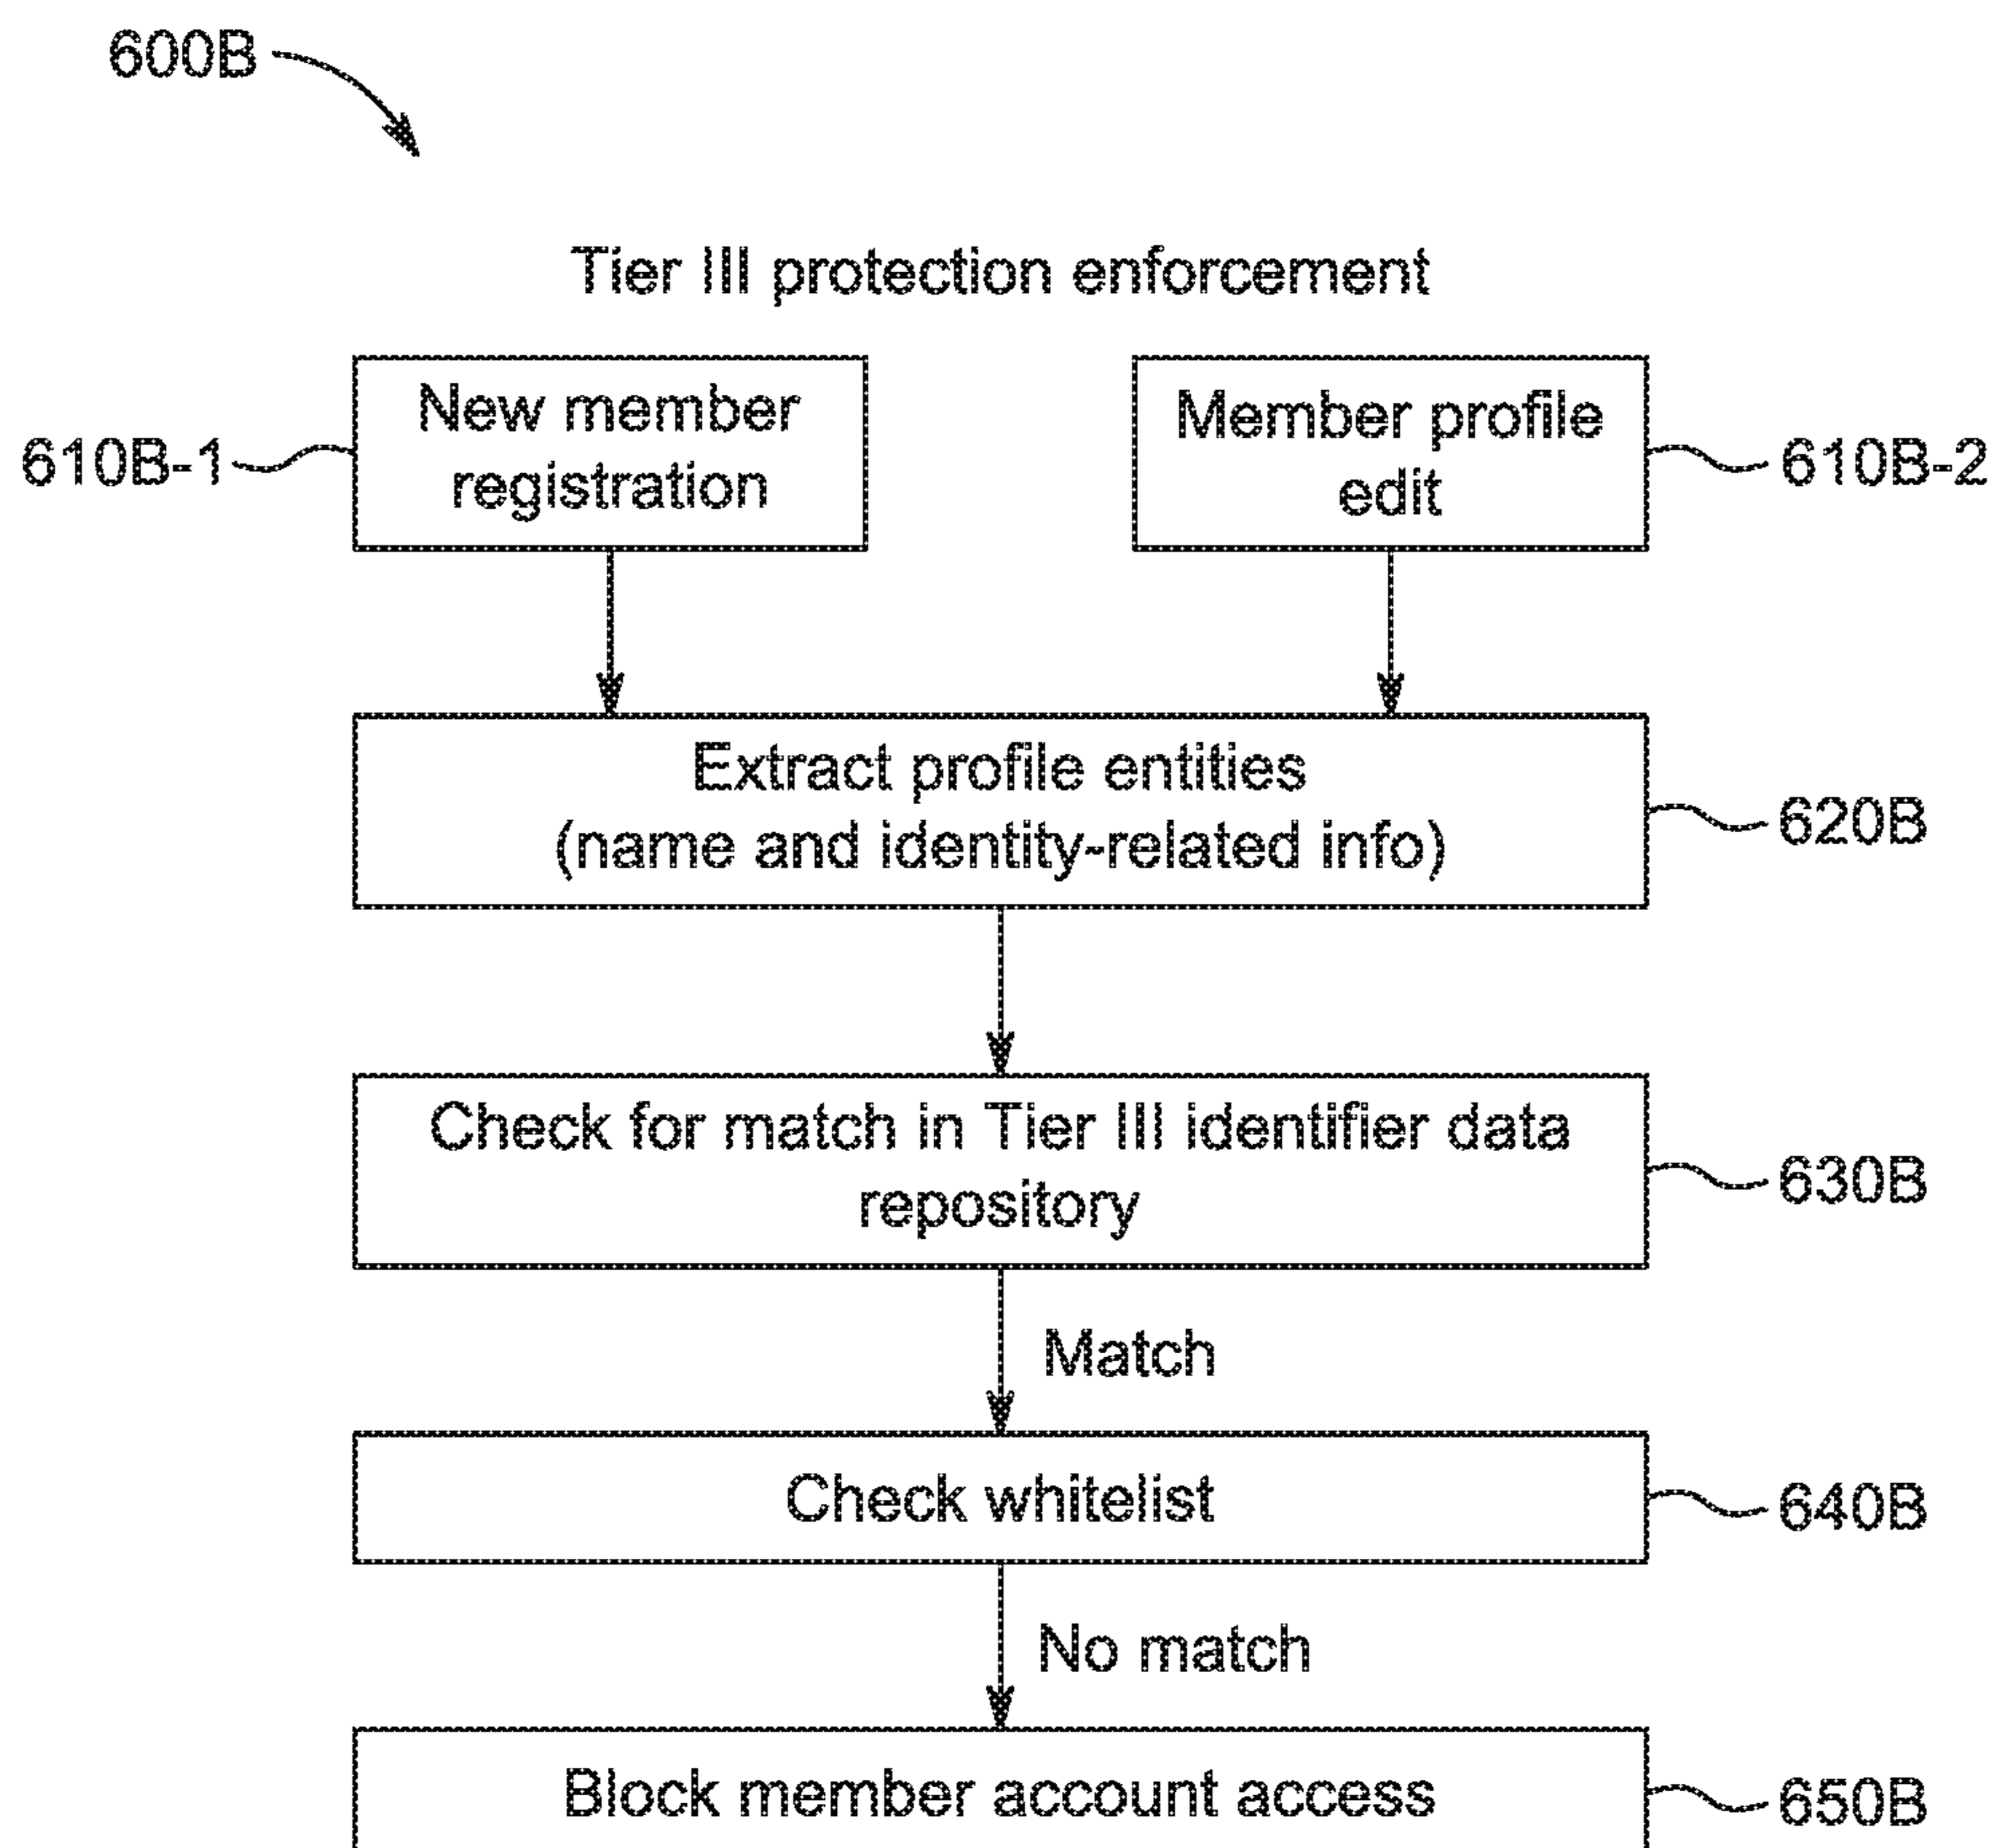 600B
Tier III protection enforcement
New member
registration
610B-1
Member profile
edit
610B-2
Extract profile entities
(name and identity-related info)
620B
Check for match in Tier III identifier data
repository
630B
Match
Check whitelist
640B
No match
Block member account access
650B